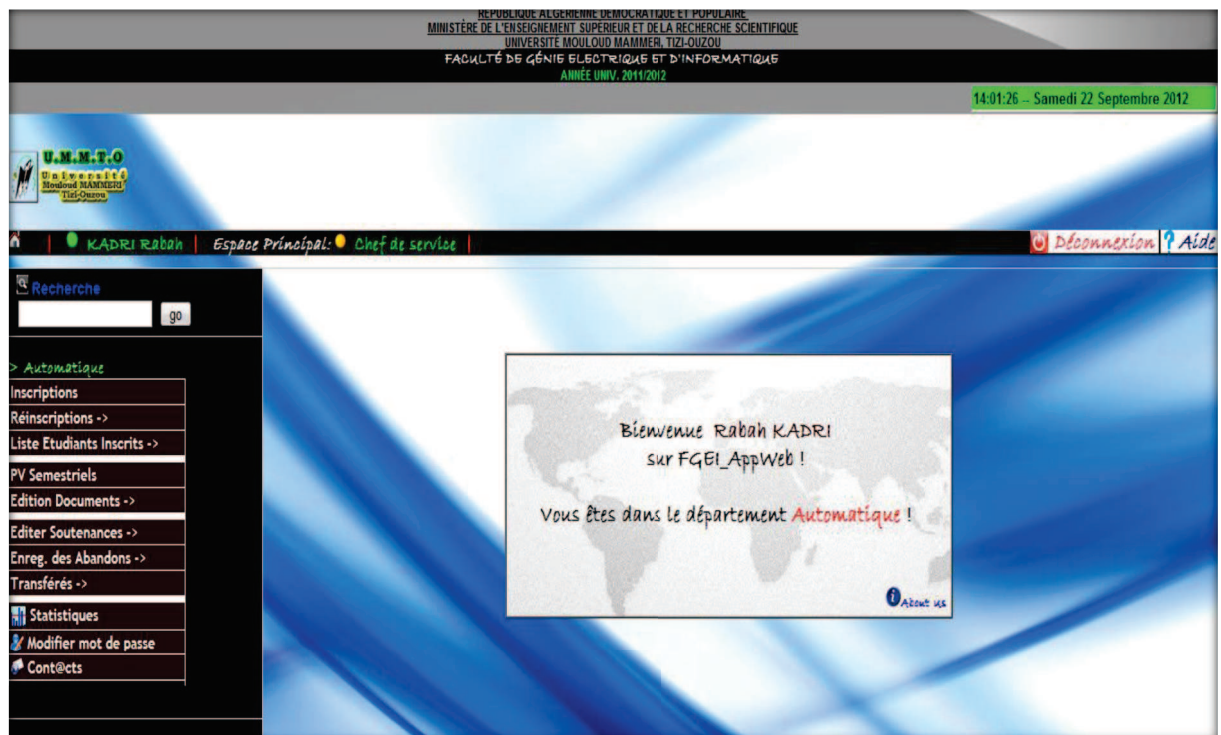 RÉPUBLIQUE ALGÉRIENNE DÉMOCRATIQUE ET POPULAIRE
MINISTÈRE DE L'ENSEIGNEMENT SUPÉRIEUR ET DE LA RECHERCHE SCIENTIFIQUE
UNIVERSITÉ MOULOUD MAMMERI, TIZI-OUZOU
FACULTÉ DE GÉNIE ELECTRIQUE ET D'INFORMATIQUE
ANNÉE UNIV. 2011/2012
14:01:26 -- Samedi 22 Septembre 2012
U.M.M.T.O
Université
Mouloud MAMMERI
Tizi-Ouzou
KADRI Rabah | Espace Principal: Chef de service |
Déconnexion ? Aide
Recherche
go
> Automatique
Inscriptions
Réinscriptions ->
Liste Etudiants Inscrits ->
PV Semestriels
Edition Documents ->
Editer Soutenances ->
Enreg. des Abandons ->
Transférés ->
Statistiques
Modifier mot de passe
Cont@cts
Bienvenue Rabah KADRI
sur FGEI_AppWeb !
Vous êtes dans le département Automatique !
About us